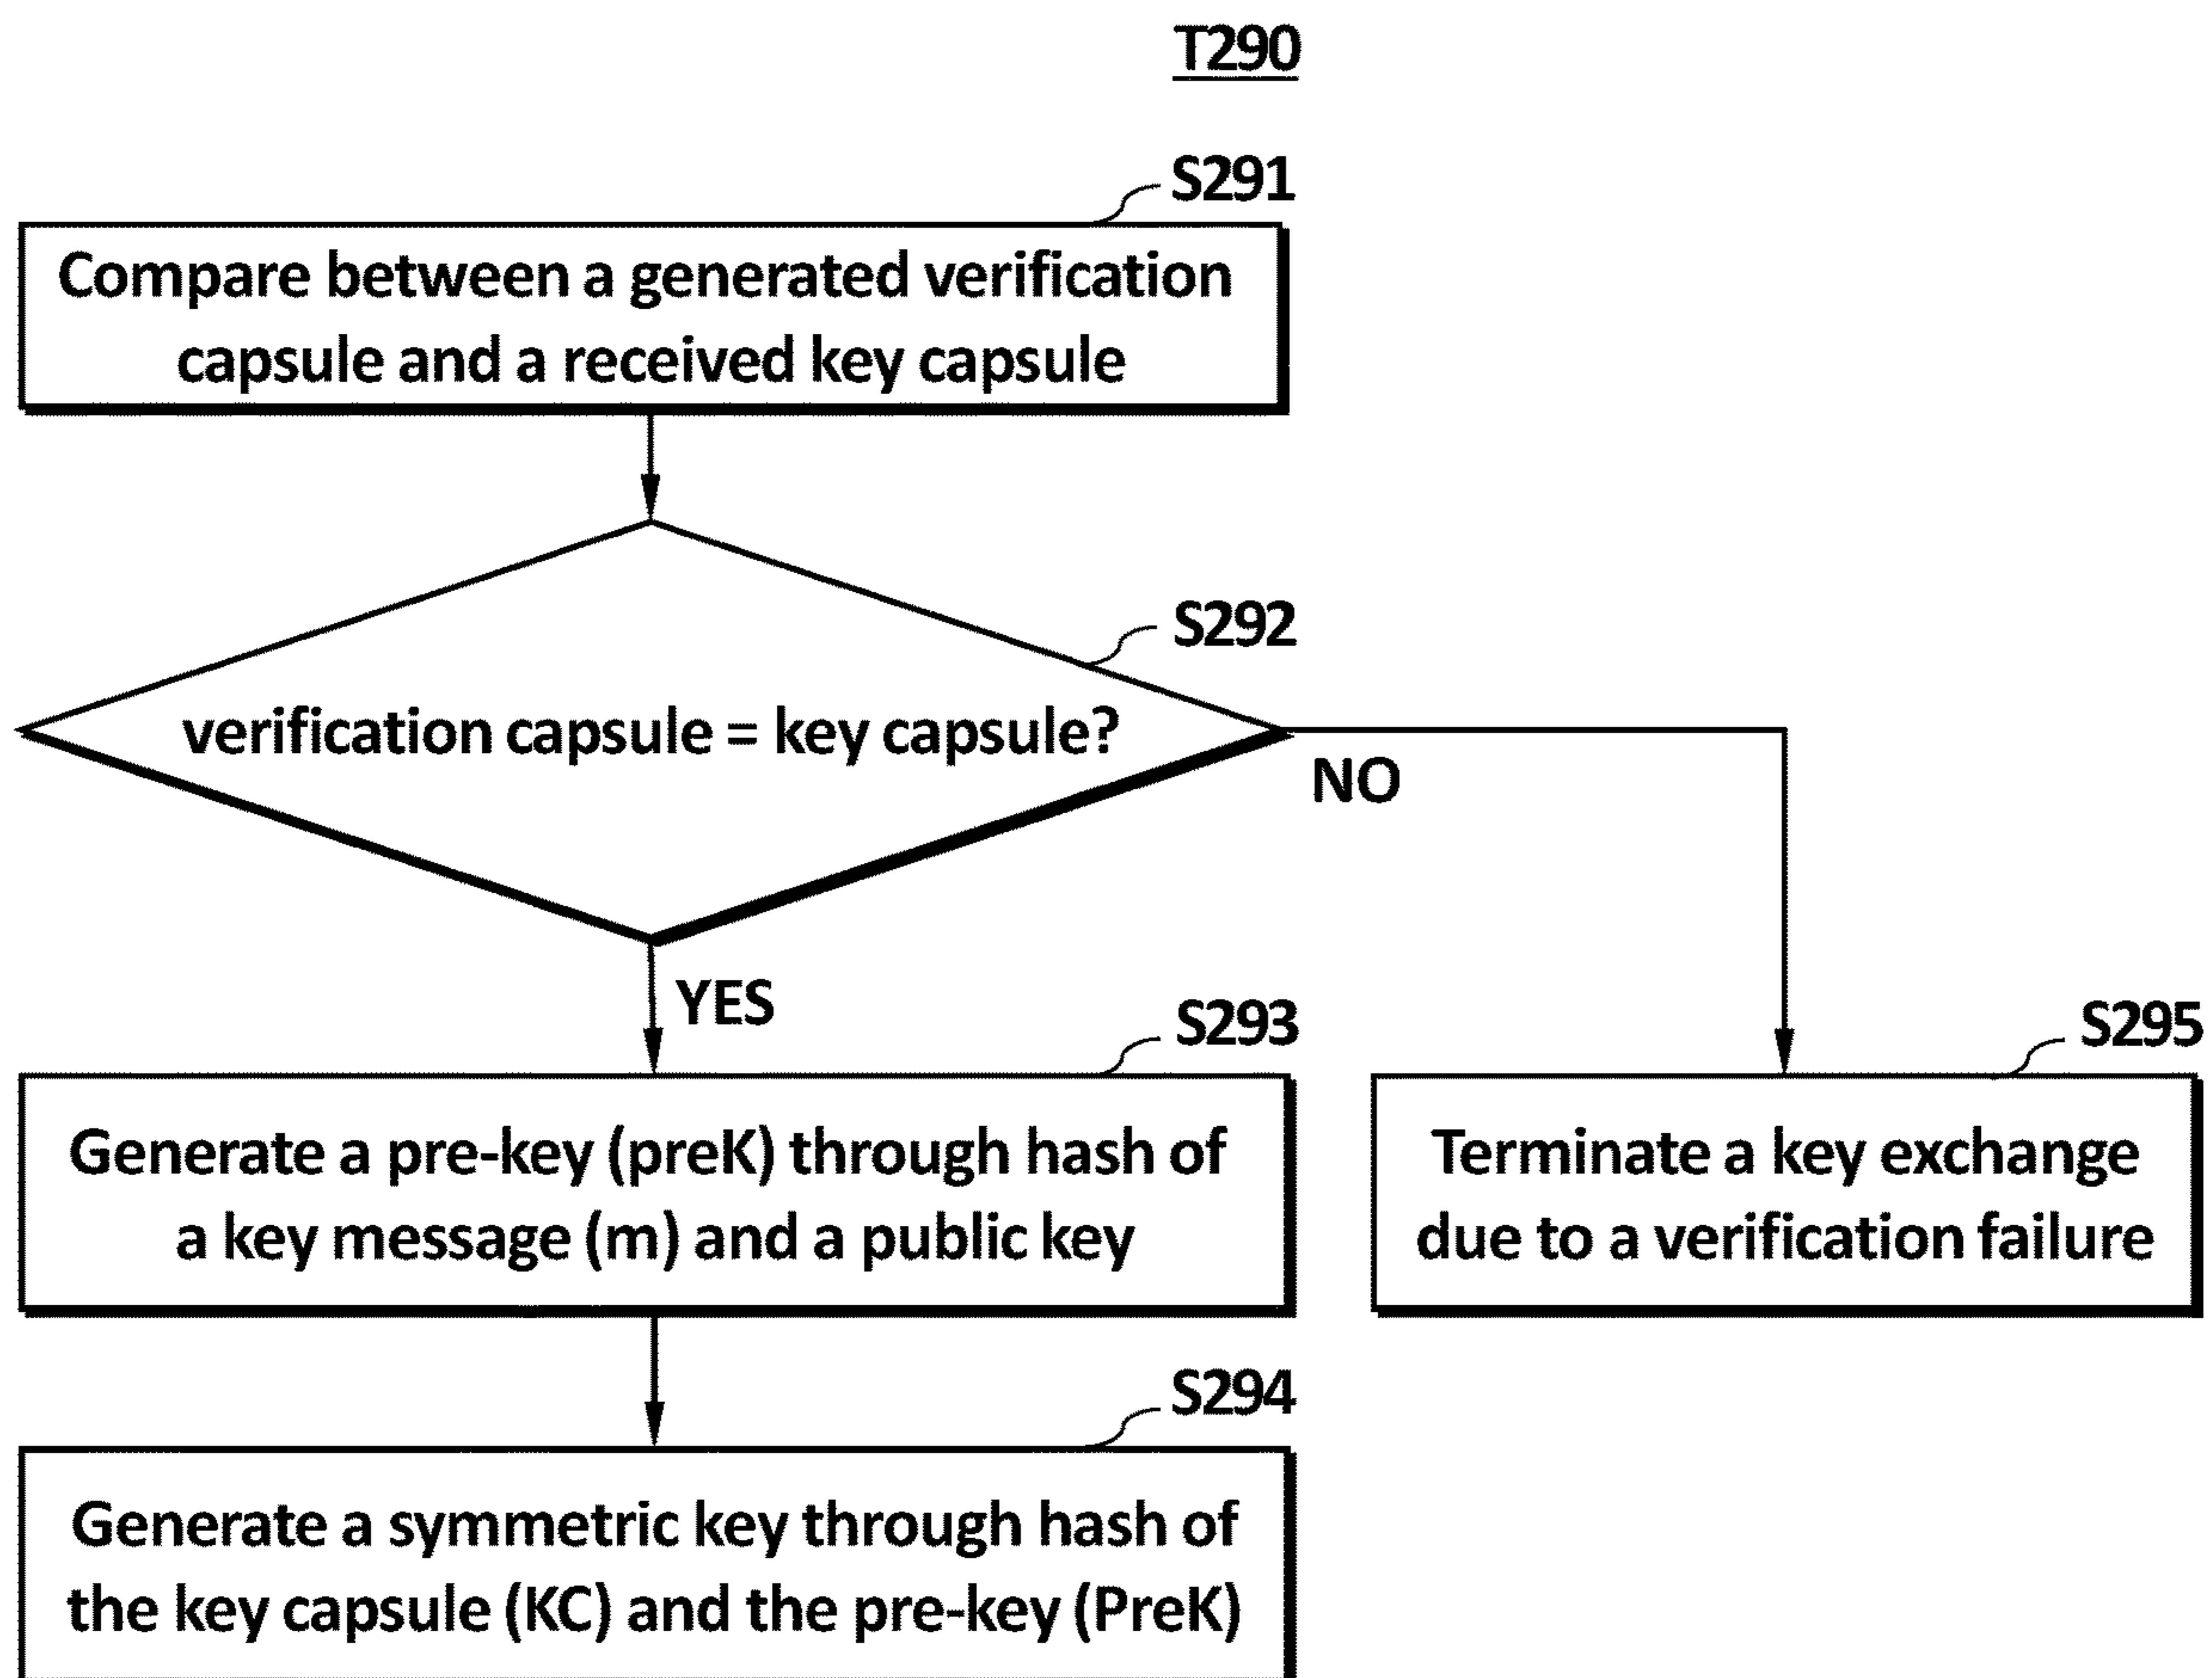 T290
S291
Compare between a generated verification
capsule and a received key capsule
S292
verification capsule = key capsule?
NO
YES
S293
Generate a pre-key (preK) through hash of
a key message (m) and a public key
S295
Terminate a key exchange
due to a verification failure
S294
Generate a symmetric key through hash of
the key capsule (KC) and the pre-key (PreK)